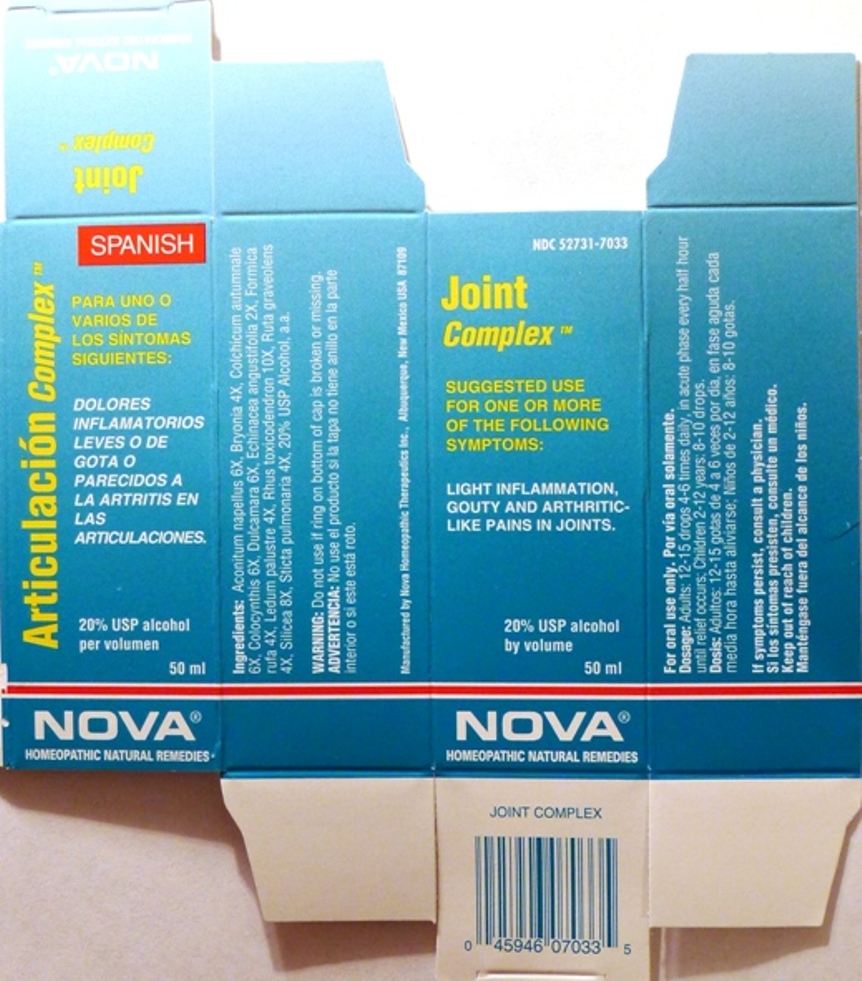 NOVA®
HOMEOPATHIC NATURAL REMEDIES
Joint
Complex™
Articulación Complex™
SPANISH
PARA UNO O
VARIOS DE
LOS SÍNTOMAS
SIGUIENTES:
DOLORES
INFLAMATORIOS
LEVES O DE
GOTA O
PARECIDOS A
LA ARTRITIS EN
LAS
ARTICULACIONES.
20% USP alcohol
per volumen
50 ml
NOVA®
HOMEOPATHIC NATURAL REMEDIES
Ingredients: Aconitum napellus 6X, Bryonia 4X, Colchicum autumnale
6X, Colocynthis 6X, Dulcamara 6X, Echinacea angustifolia 2X, Formica
rufa 4X, Ledum palustre 4X, Rhus toxicodendron 10X, Ruta graveolens
4X, Silicea 8X, Sticta pulmonaria 4X, 20% USP Alcohol, a.a.
WARNING: Do not use if ring on bottom of cap is broken or missing.
ADVERTENCIA: No use el producto si la tapa no tiene anillo en la parte
interior o si este está roto.
Manufactured by Nova Homeopathic Therapeutics Inc., Albuquerque, New Mexico USA 87109
NDC 52731-7033
Joint
Complex™
SUGGESTED USE
FOR ONE OR MORE
OF THE FOLLOWING
SYMPTOMS:
LIGHT INFLAMMATION,
GOUTY AND ARTHRITIC-
LIKE PAINS IN JOINTS.
20% USP alcohol
by volume
50 ml
NOVA®
HOMEOPATHIC NATURAL REMEDIES
For oral use only. Por via oral solamente.
Dosage: Adults: 12-15 drops 4-6 times daily, in acute phase every half hour
until relief occurs; Children 2-12 years: 8-10 drops.
Dosis: Adultos: 12-15 gotas de 4 a 6 veces por día, en fase aguda cada
media hora hasta aliviarse; Niños de 2-12 años: 8-10 gotas.
If symptoms persist, consult a physician.
Si los síntomas presisten, consulte un médico.
Keep out of reach of children.
Manténgase fuera del alcance de los niños.
JOINT COMPLEX
0 45946 07033 5